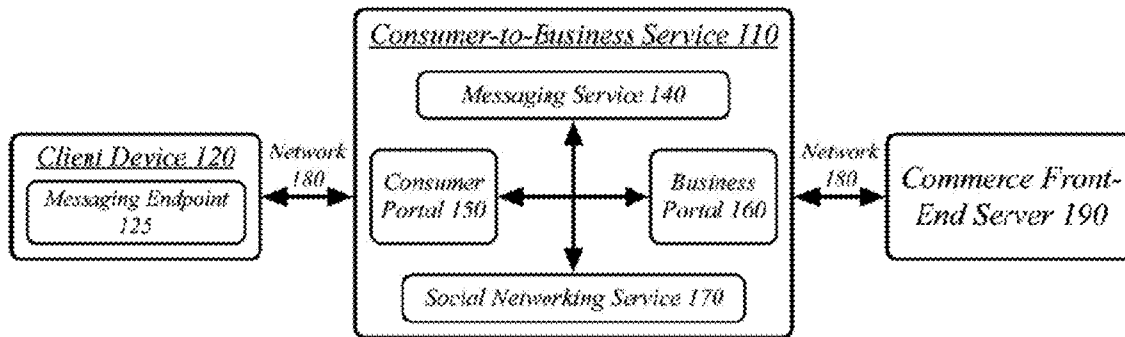 Consumer-to-Business Service 110
Messaging Service 140
Client Device 120
Messaging Endpoint
125
Network
180
Consumer
Portal 150
Business
Portal 160
Network
180
Commerce Front-
End Server 190
Social Networking Service 170